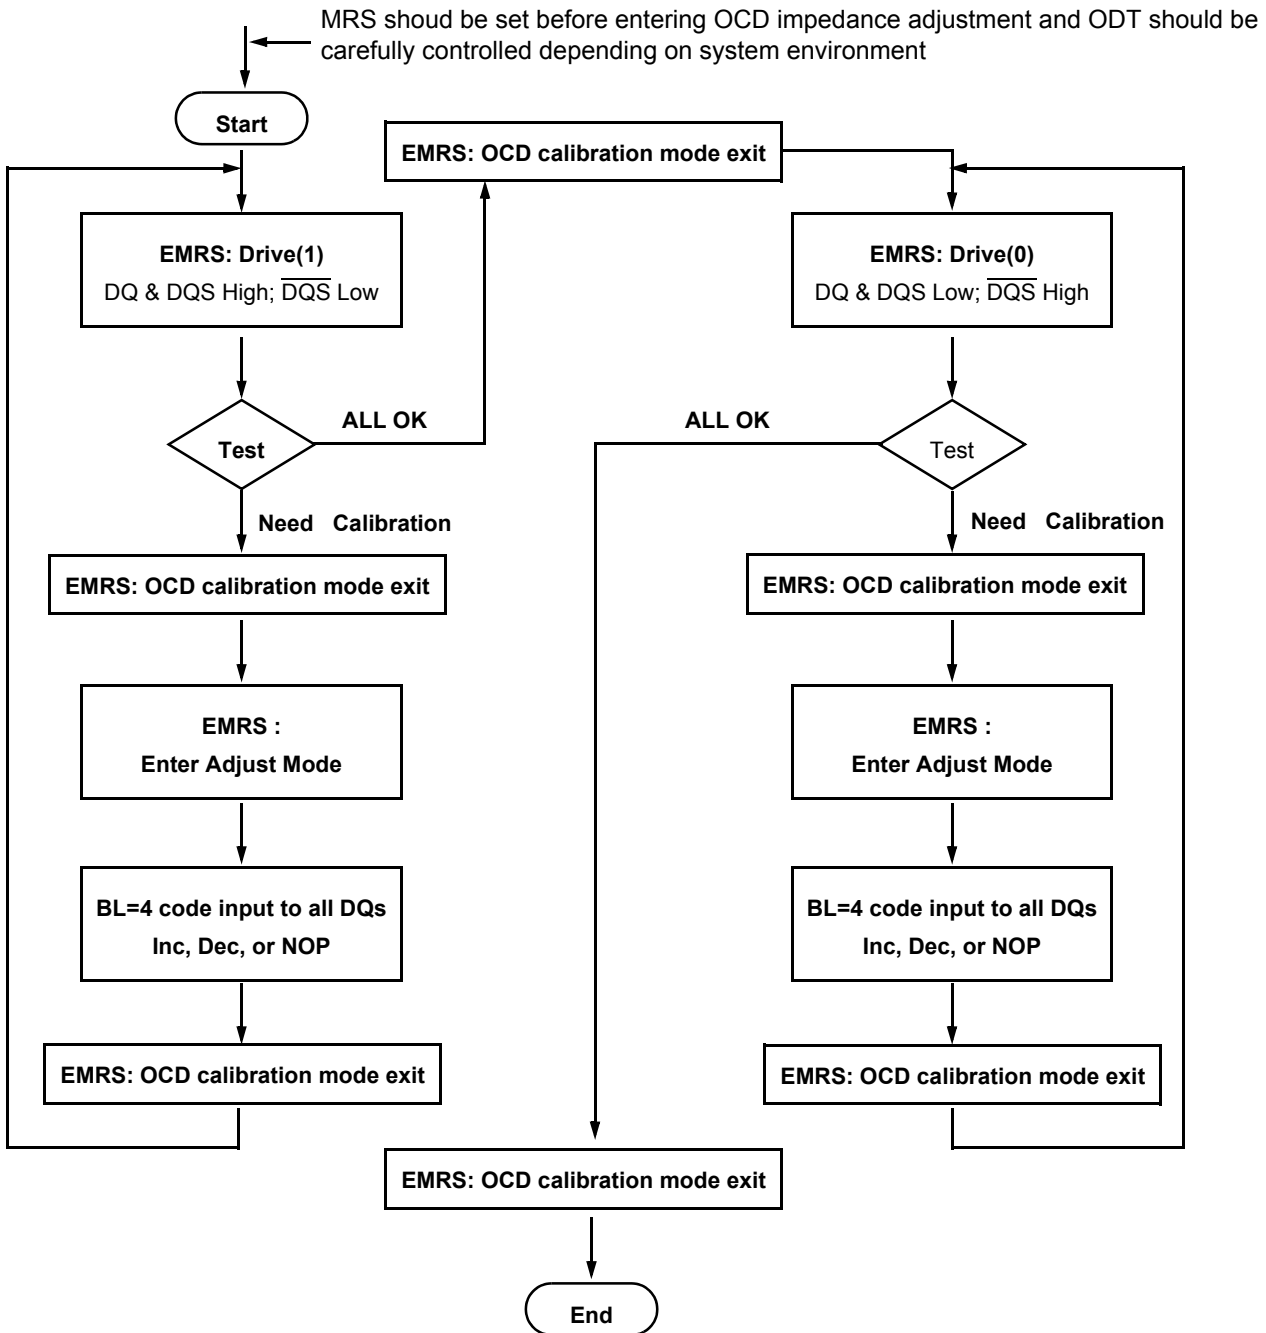 MRS shoud be set before entering OCD impedance adjustment and ODT should be
carefully controlled depending on system environment
Start
EMRS: OCD calibration mode exit
EMRS: Drive(1)
DQ & DQS High; D̅Q̅S̅ Low
EMRS: Drive(0)
DQ & DQS Low; D̅Q̅S̅ High
ALL OK
Test
ALL OK
Test
Need Calibration
Need Calibration
EMRS: OCD calibration mode exit
EMRS: OCD calibration mode exit
EMRS :
Enter Adjust Mode
EMRS :
Enter Adjust Mode
BL=4 code input to all DQs
Inc, Dec, or NOP
BL=4 code input to all DQs
Inc, Dec, or NOP
EMRS: OCD calibration mode exit
EMRS: OCD calibration mode exit
EMRS: OCD calibration mode exit
End